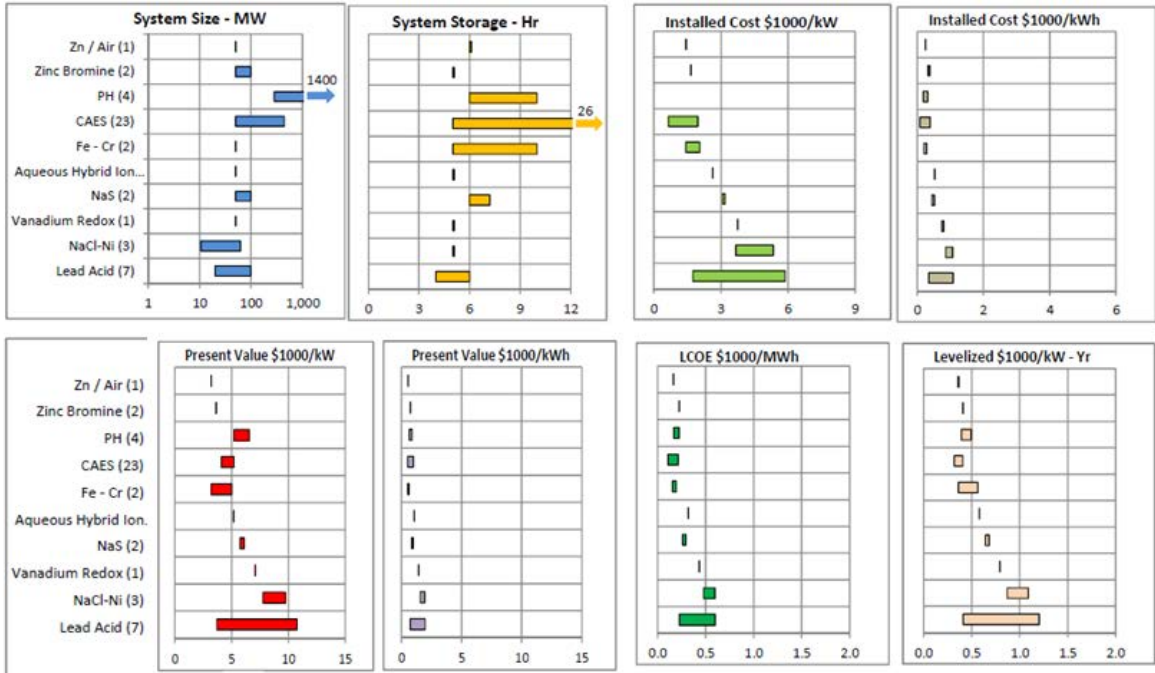 System Size - MW
Zn / Air (1)
Zinc Bromine (2)
PH (4)
CAES (23)
Fe - Cr (2)
Aqueous Hybrid Ion...
NaS (2)
Vanadium Redox (1)
NaCl-Ni (3)
Lead Acid (7)
1400
1 10 100 1,000
System Storage - Hr
26
0 3 6 9 12
Installed Cost $1000/kW
0 3 6 9
Installed Cost $1000/kWh
0 2 4 6
Zn / Air (1)
Zinc Bromine (2)
PH (4)
CAES (23)
Fe - Cr (2)
Aqueous Hybrid Ion.
NaS (2)
Vanadium Redox (1)
NaCl-Ni (3)
Lead Acid (7)
Present Value $1000/kW
0 5 10 15
Present Value $1000/kWh
0 5 10 15
LCOE $1000/MWh
0.0 0.5 1.0 1.5 2.0
Levelized $1000/kW - Yr
0.0 0.5 1.0 1.5 2.0